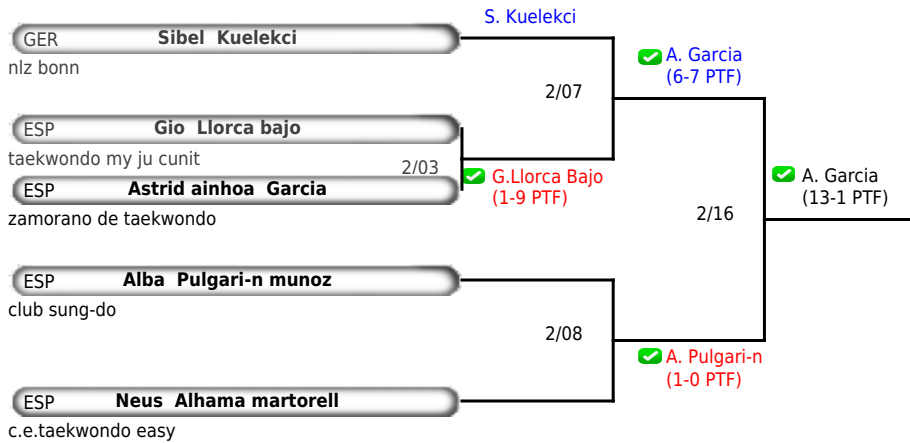 S. Kuelekci
GER Sibel Kuelekci
nlz bonn
A. Garcia
(6-7 PTF)
2/07
ESP Gio Llorca bajo
taekwondo my ju cunit
2/03
G.Llorca Bajo
(1-9 PTF)
ESP Astrid ainhoa Garcia
zamorano de taekwondo
A. Garcia
(13-1 PTF)
2/16
ESP Alba Pulgari-n munoz
club sung-do
2/08
A. Pulgari-n
(1-0 PTF)
ESP Neus Alhama martorell
c.e.taekwondo easy